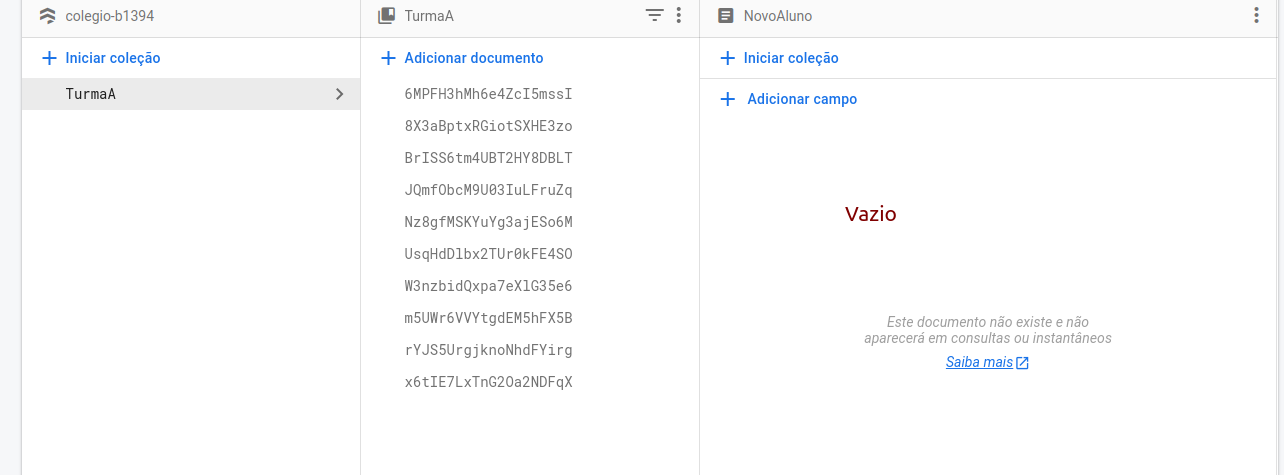 colegio-b1394
Iniciar coleção
TurmaA
TurmaA
Adicionar documento
6MPFH3hMh6e4ZcI5mssI
8X3aBptxRGiotSXHE3zo
BrISS6tm4UBT2HY8DBLT
JQmfObcM9U03IuLFruZq
Nz8gfMSKYuYg3ajESo6M
UsqHdDlbx2TUr0kFE4SO
W3nzbidQxpa7eXlG35e6
m5UWr6VVYtgdEM5hFX5B
rYJS5UrgjknoNhdFYirg
x6tIE7LxTnG2Oa2NDFqX
NovoAluno
Iniciar coleção
Adicionar campo
Vazio
Este documento não existe e não
aparecerá em consultas ou instantâneos
Saiba mais